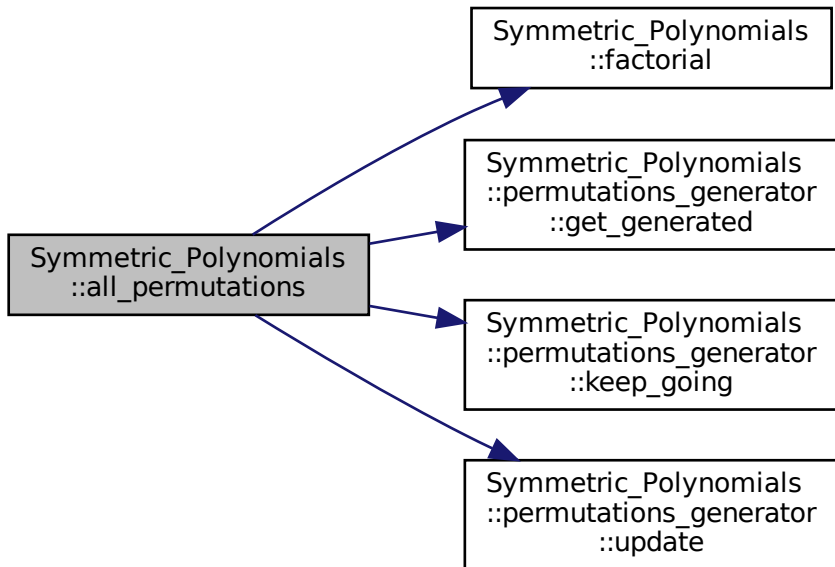 Symmetric_Polynomials
::all_permutations
Symmetric_Polynomials
::factorial
Symmetric_Polynomials
::permutations_generator
::get_generated
Symmetric_Polynomials
::permutations_generator
::keep_going
Symmetric_Polynomials
::permutations_generator
::update